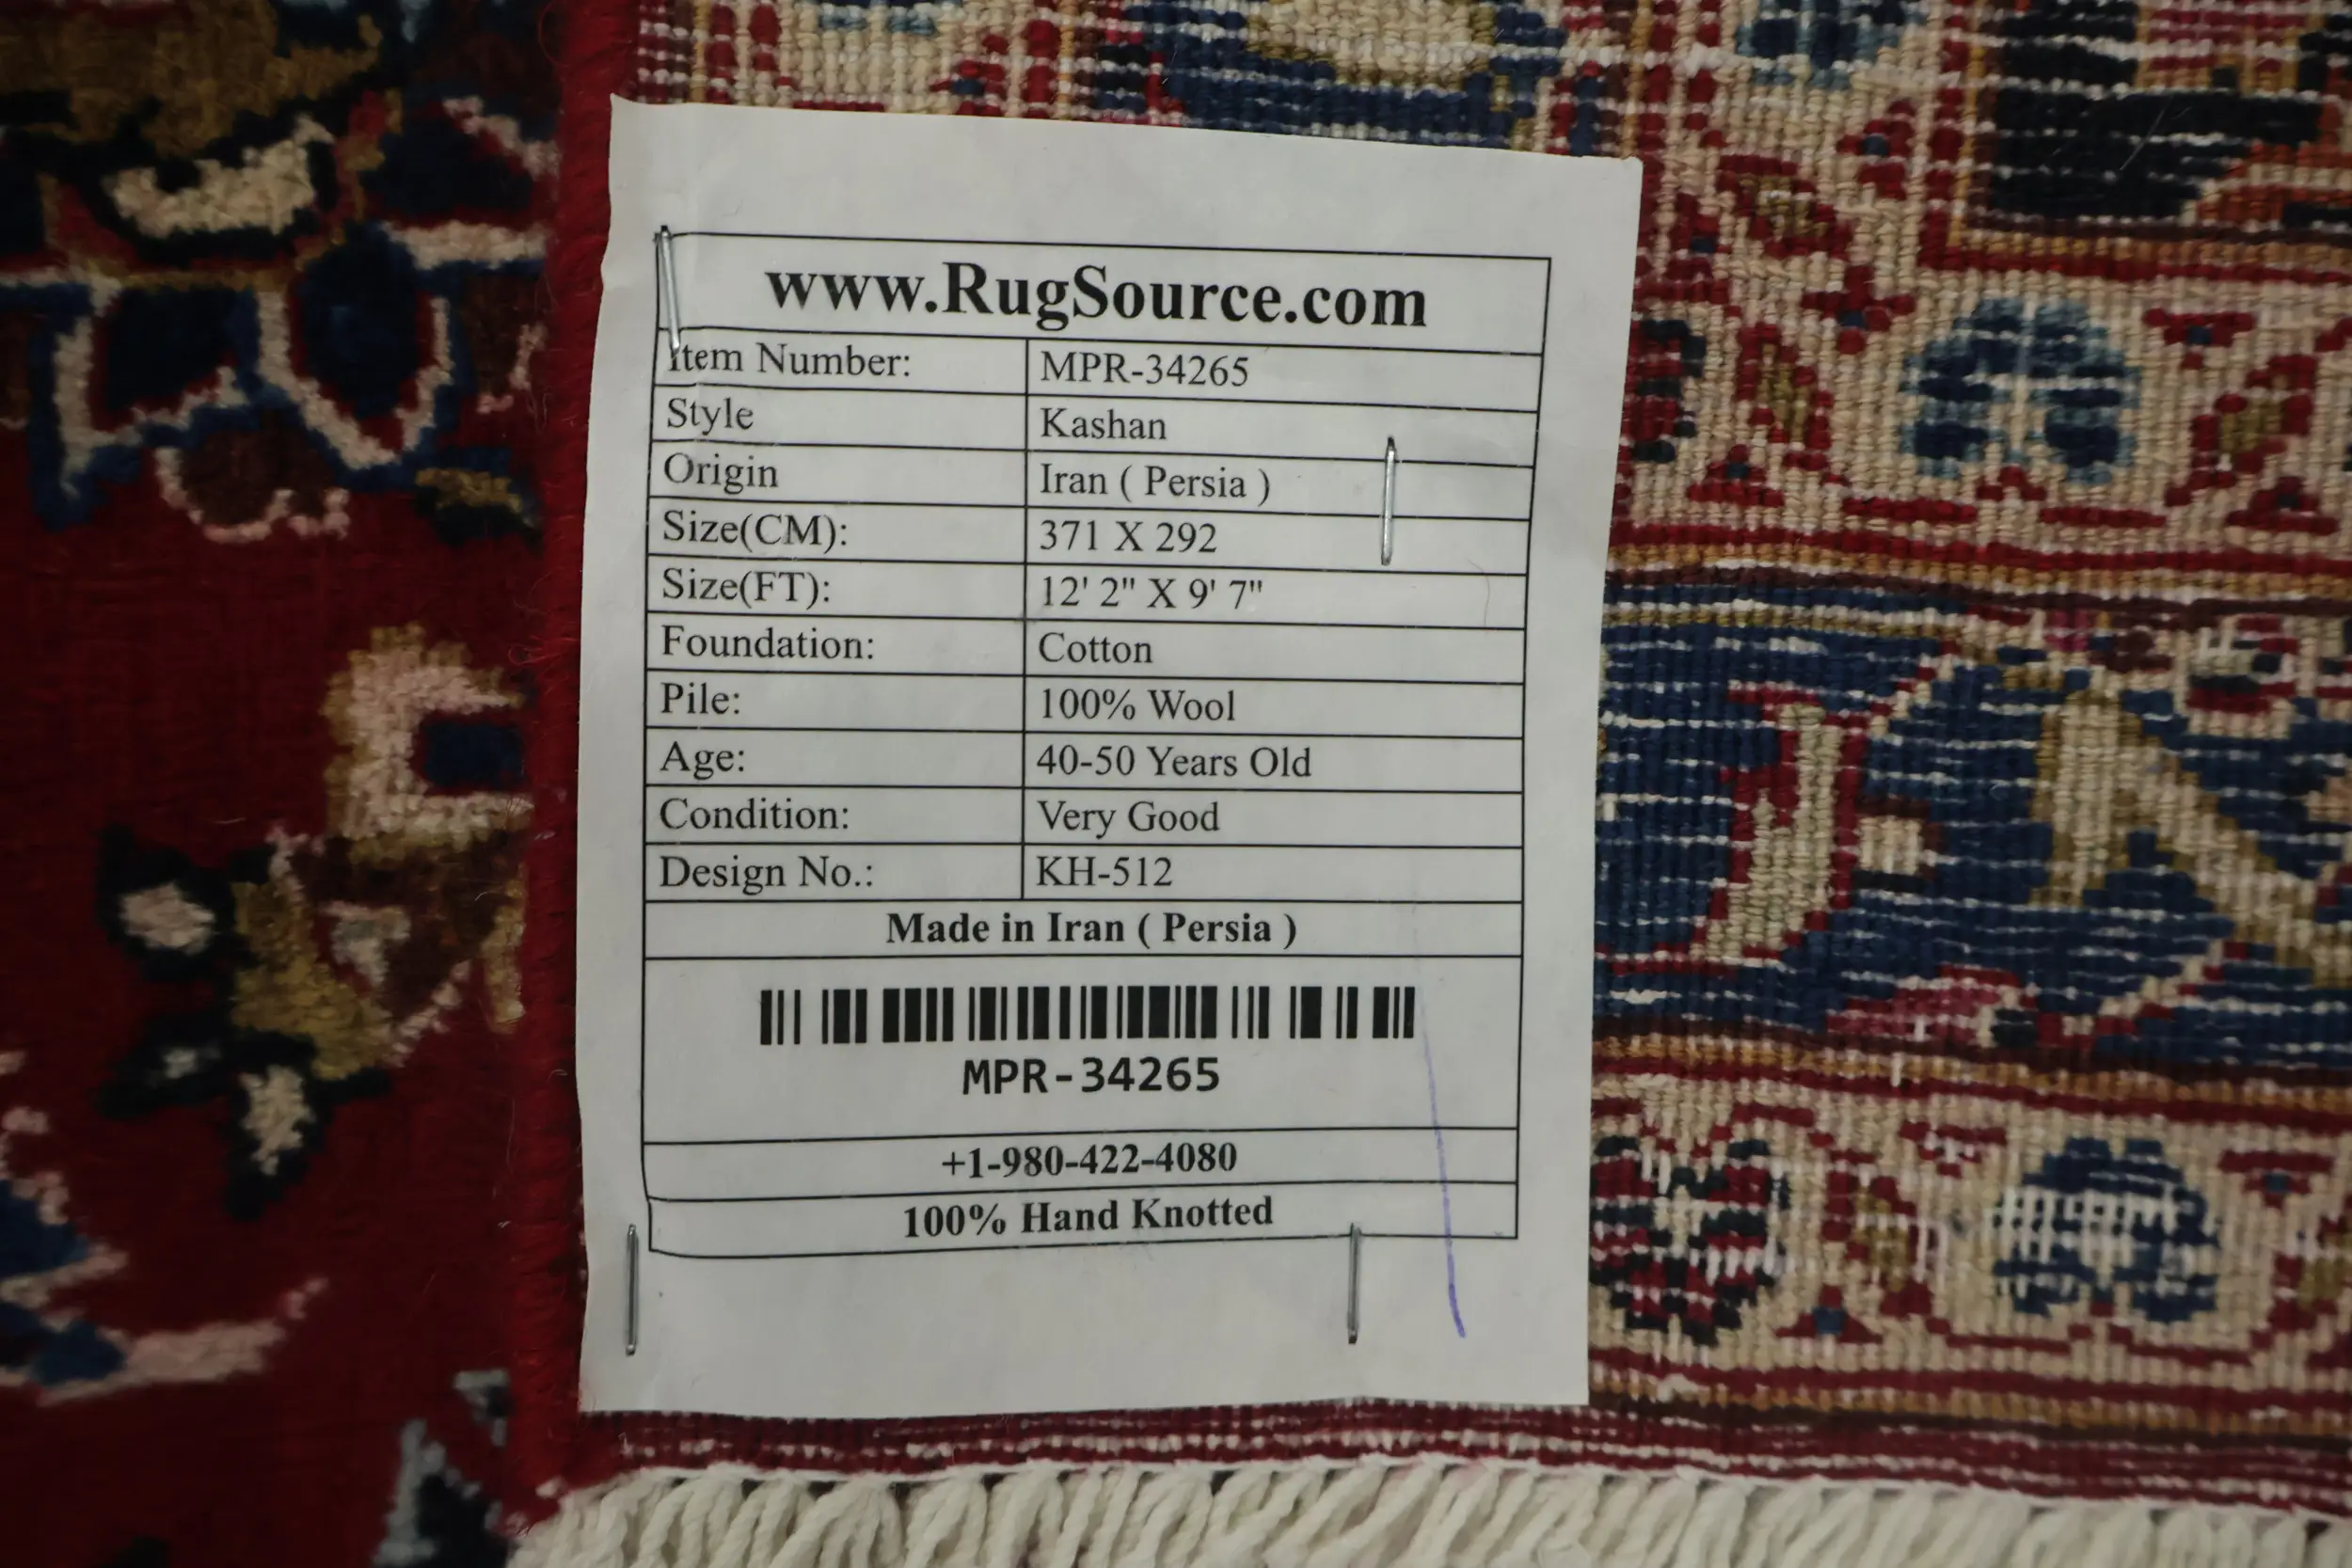 www.RugSource.com
Item Number: MPR-34265
Style Kashan
Origin Iran ( Persia )
Size(CM): 371 X 292
Size(FT): 12' 2" X 9' 7"
Foundation: Cotton
Pile: 100% Wool
Age: 40-50 Years Old
Condition: Very Good
Design No.: KH-512
Made in Iran ( Persia )
MPR-34265
+1-980-422-4080
100% Hand Knotted